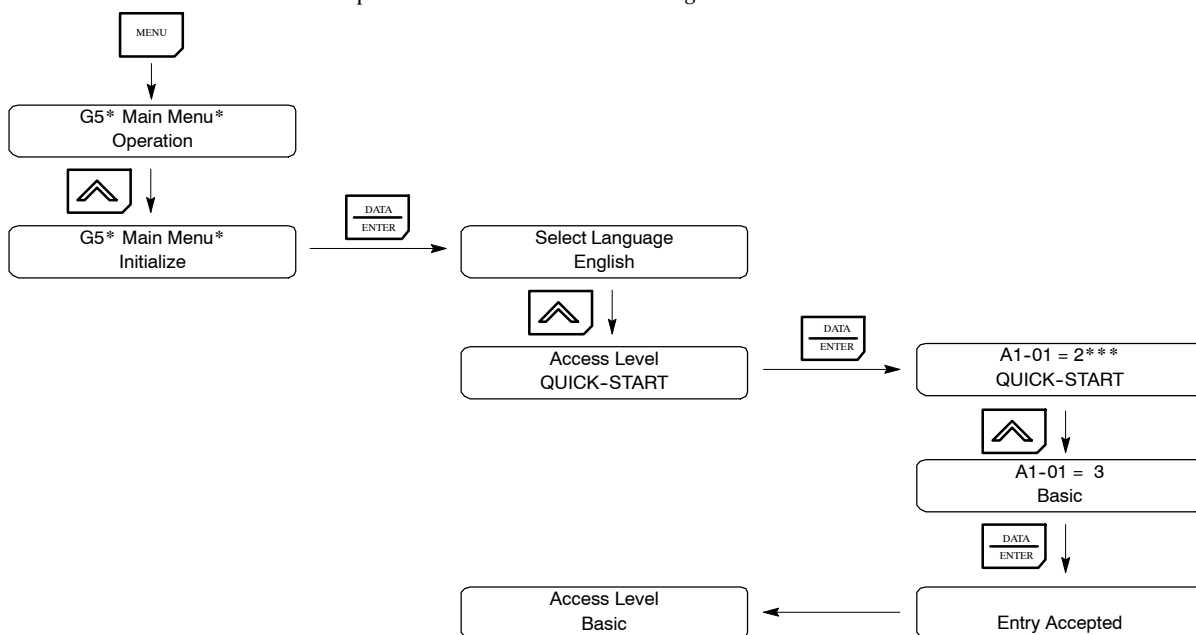 MENU
G5* Main Menu*
Operation
G5* Main Menu*
Initialize
DATA
ENTER
Select Language
English
Access Level
QUICK-START
DATA
ENTER
A1-01 = 2***
QUICK-START
A1-01 = 3
Basic
DATA
ENTER
Entry Accepted
Access Level
Basic